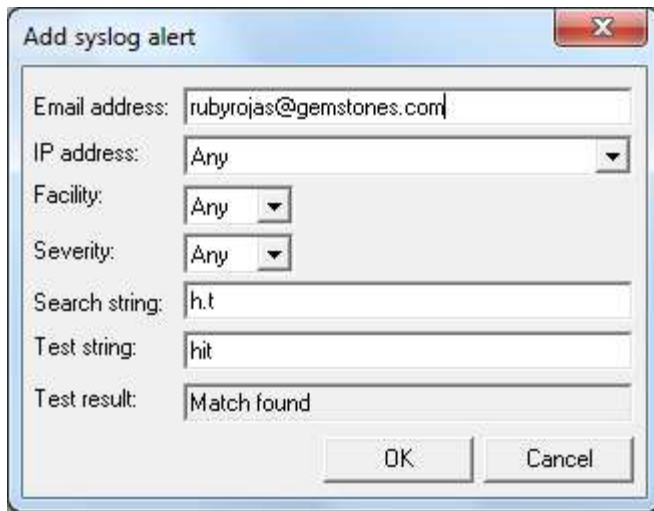 Add syslog alert
Email address: rubyrojas@gemstones.com
IP address: Any
Facility: Any
Severity: Any
Search string: h.t
Test string: hit
Test result: Match found
OK Cancel